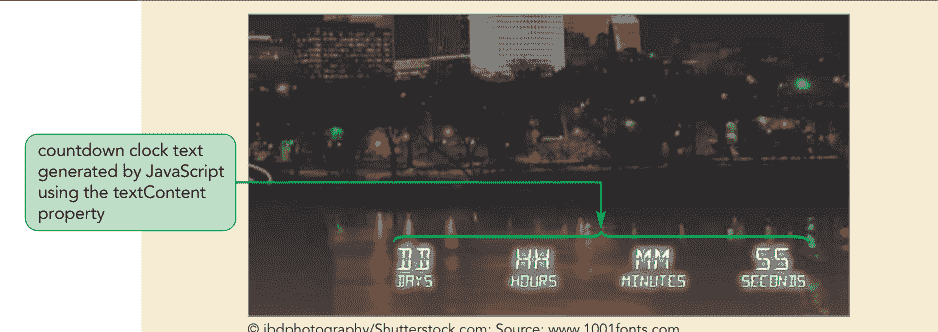 countdown clock text
generated by JavaScript
using the textContent
property
DD HH MM SS
DAYS HOURS MINUTES SECONDS
© jbdphotography/Shutterstock.com; Source: www.1001fonts.com